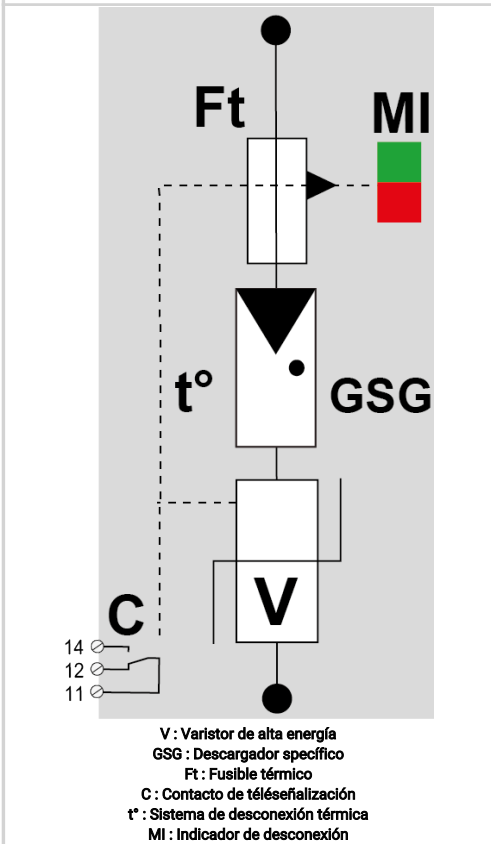 Ft
MI
t°
GSG
V
C
14
12
11
V : Varistor de alta energía
GSG : Descargador specífico
Ft : Fusible térmico
C : Contacto de téléseñalización
t° : Sistema de desconexión térmica
MI : Indicador de desconexión